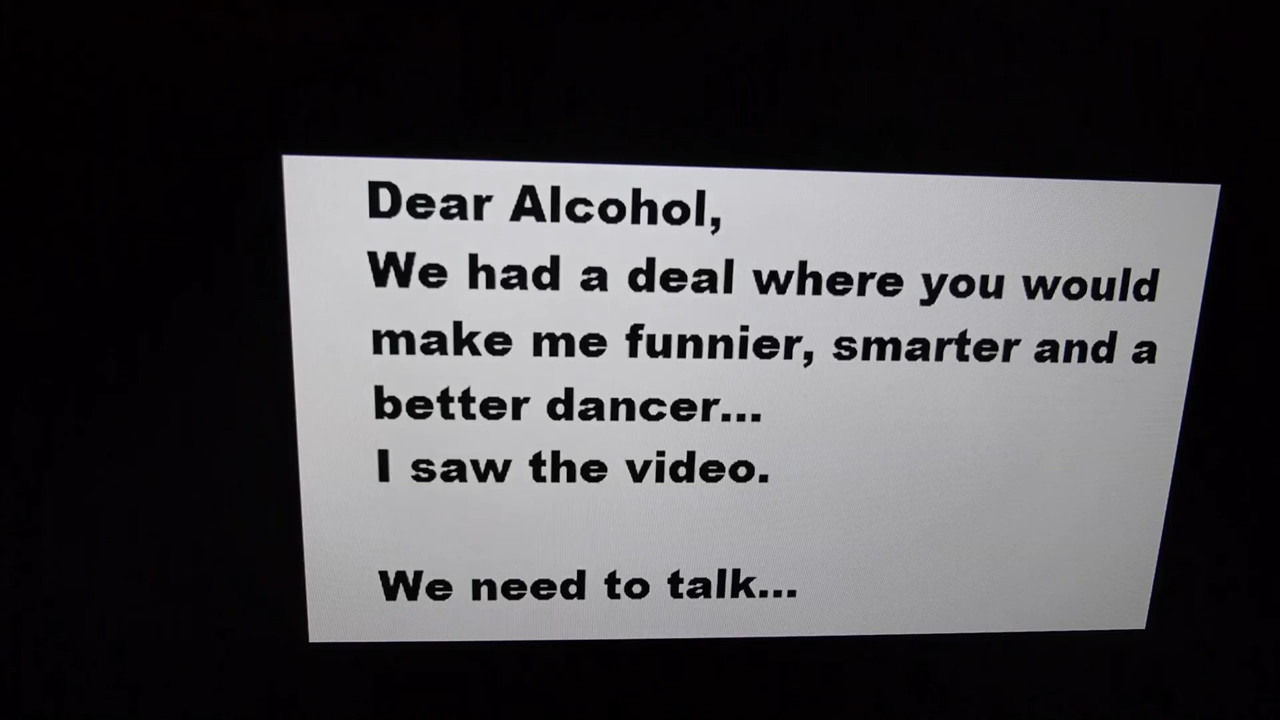 Dear Alcohol,
We had a deal where you would
make me funnier, smarter and a
better dancer...
I saw the video.
We need to talk...